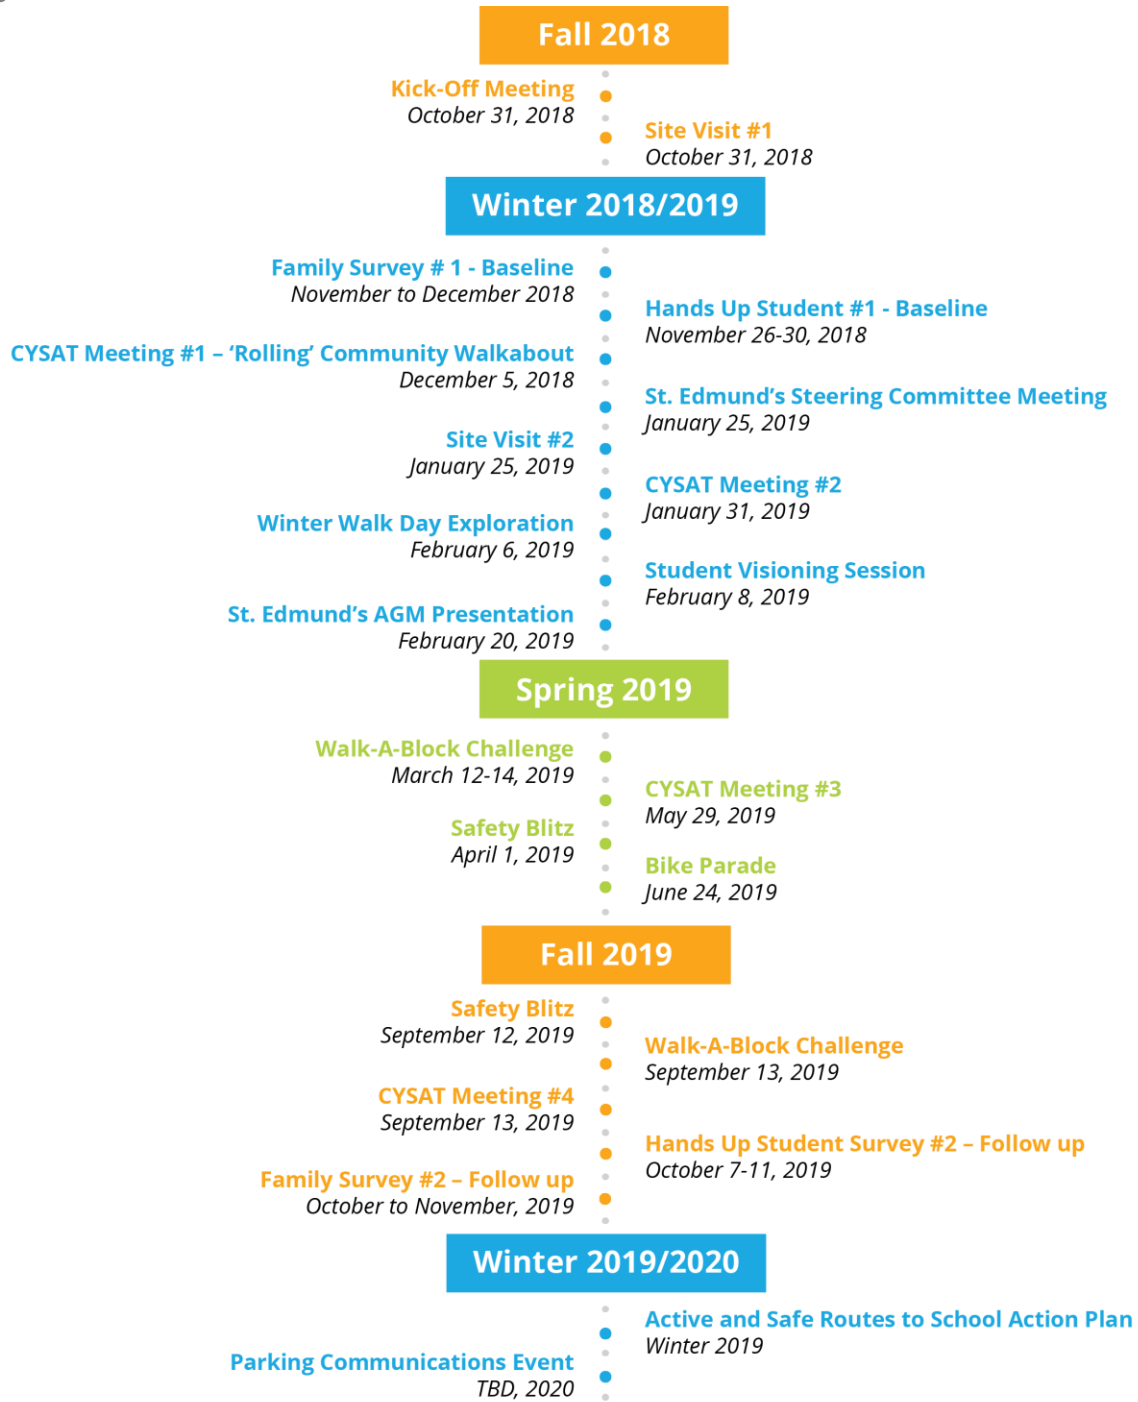 Fall 2018
Kick-Off Meeting
October 31, 2018
Site Visit #1
October 31, 2018
Winter 2018/2019
Family Survey # 1 - Baseline
November to December 2018
Hands Up Student #1 - Baseline
November 26-30, 2018
CYSAT Meeting #1 – ‘Rolling’ Community Walkabout
December 5, 2018
St. Edmund’s Steering Committee Meeting
January 25, 2019
Site Visit #2
January 25, 2019
CYSAT Meeting #2
January 31, 2019
Winter Walk Day Exploration
February 6, 2019
Student Visioning Session
February 8, 2019
St. Edmund’s AGM Presentation
February 20, 2019
Spring 2019
Walk-A-Block Challenge
March 12-14, 2019
CYSAT Meeting #3
May 29, 2019
Safety Blitz
April 1, 2019
Bike Parade
June 24, 2019
Fall 2019
Safety Blitz
September 12, 2019
Walk-A-Block Challenge
September 13, 2019
CYSAT Meeting #4
September 13, 2019
Hands Up Student Survey #2 – Follow up
October 7-11, 2019
Family Survey #2 – Follow up
October to November, 2019
Winter 2019/2020
Active and Safe Routes to School Action Plan
Winter 2019
Parking Communications Event
TBD, 2020